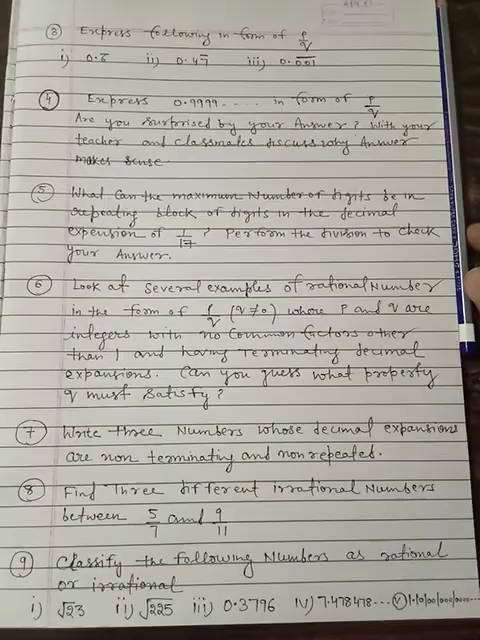 ③ Express following in form of p/q
i) 0.6̅ ii) 0.47̅ iii) 0.0̅0̅1̅
④ Express 0.9999..... in form of p/q
Are you surprised by your Answer? With your
teacher and classmates discuss why Answer
makes sense.
⑤ What Can the maximum Number of digits be in
repeating block of digits in the decimal
expension of 1/17? Perform the division to check
your Answer.
⑥ Look at Several examples of rational Number
in the form of p/q (q≠0) whose P and q are
integers with no Common factors other
than 1 and having Terminating decimal
expansions. Can you guess what property
q must Satisfy?
⑦ Write three Numbers whose decimal expansions
are non terminating and non repeated.
⑧ Find Three different irrational Numbers
between 5/7 and 9/11
⑨ Classify the following Numbers as rational
or irrational
i) √23 ii) √225 iii) 0.3796 iv) 7.478478... ⓥ 1.10100100010000....